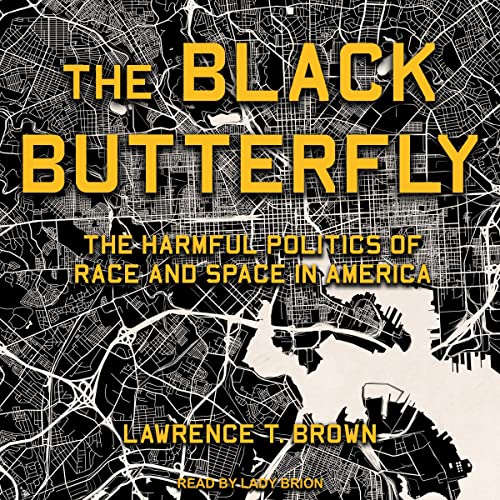 THE BLACK
BUTTERFLY
THE HARMFUL POLITICS OF
RACE AND SPACE IN AMERICA
LAWRENCE T. BROWN
READ BY LADY BRION